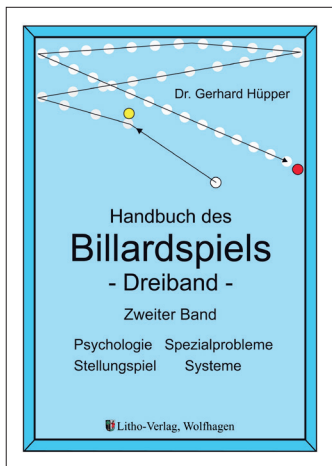 Dr. Gerhard Hüpper
Handbuch des
Billardspiels
- Dreiband -
Zweiter Band
Psychologie Spezialprobleme
Stellungspiel Systeme
Litho-Verlag, Wolfhagen